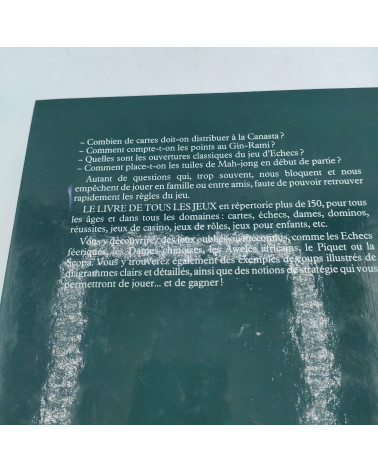 – Combien de cartes doit-on distribuer à la Canasta ?
– Comment compte-t-on les points au Gin-Rami ?
– Quelles sont les ouvertures classiques du jeu d'Echecs ?
– Comment place-t-on les tuiles de Mah-jong en début de partie ?
Autant de questions qui, trop souvent, nous bloquent et nous
empêchent de jouer en famille ou entre amis, faute de pouvoir retrouver
rapidement les règles du jeu.
LE LIVRE DE TOUS LES JEUX en répertorie plus de 150, pour tous
les âges et dans tous les domaines : cartes, échecs, dames, dominos,
réussites, jeux de casino, jeux de rôles, jeux pour enfants, etc.
Vous y découvrirez des jeux oubliés ou méconnus, comme les Echecs
féeriques, les Dames chinoises, les Awélés africains, le Piquet ou la
Scopa. Vous y trouverez également des exemples de coups illustrés de
diagrammes clairs et détaillés, ainsi que des notions de stratégie qui vous
permettront de jouer... et de gagner !